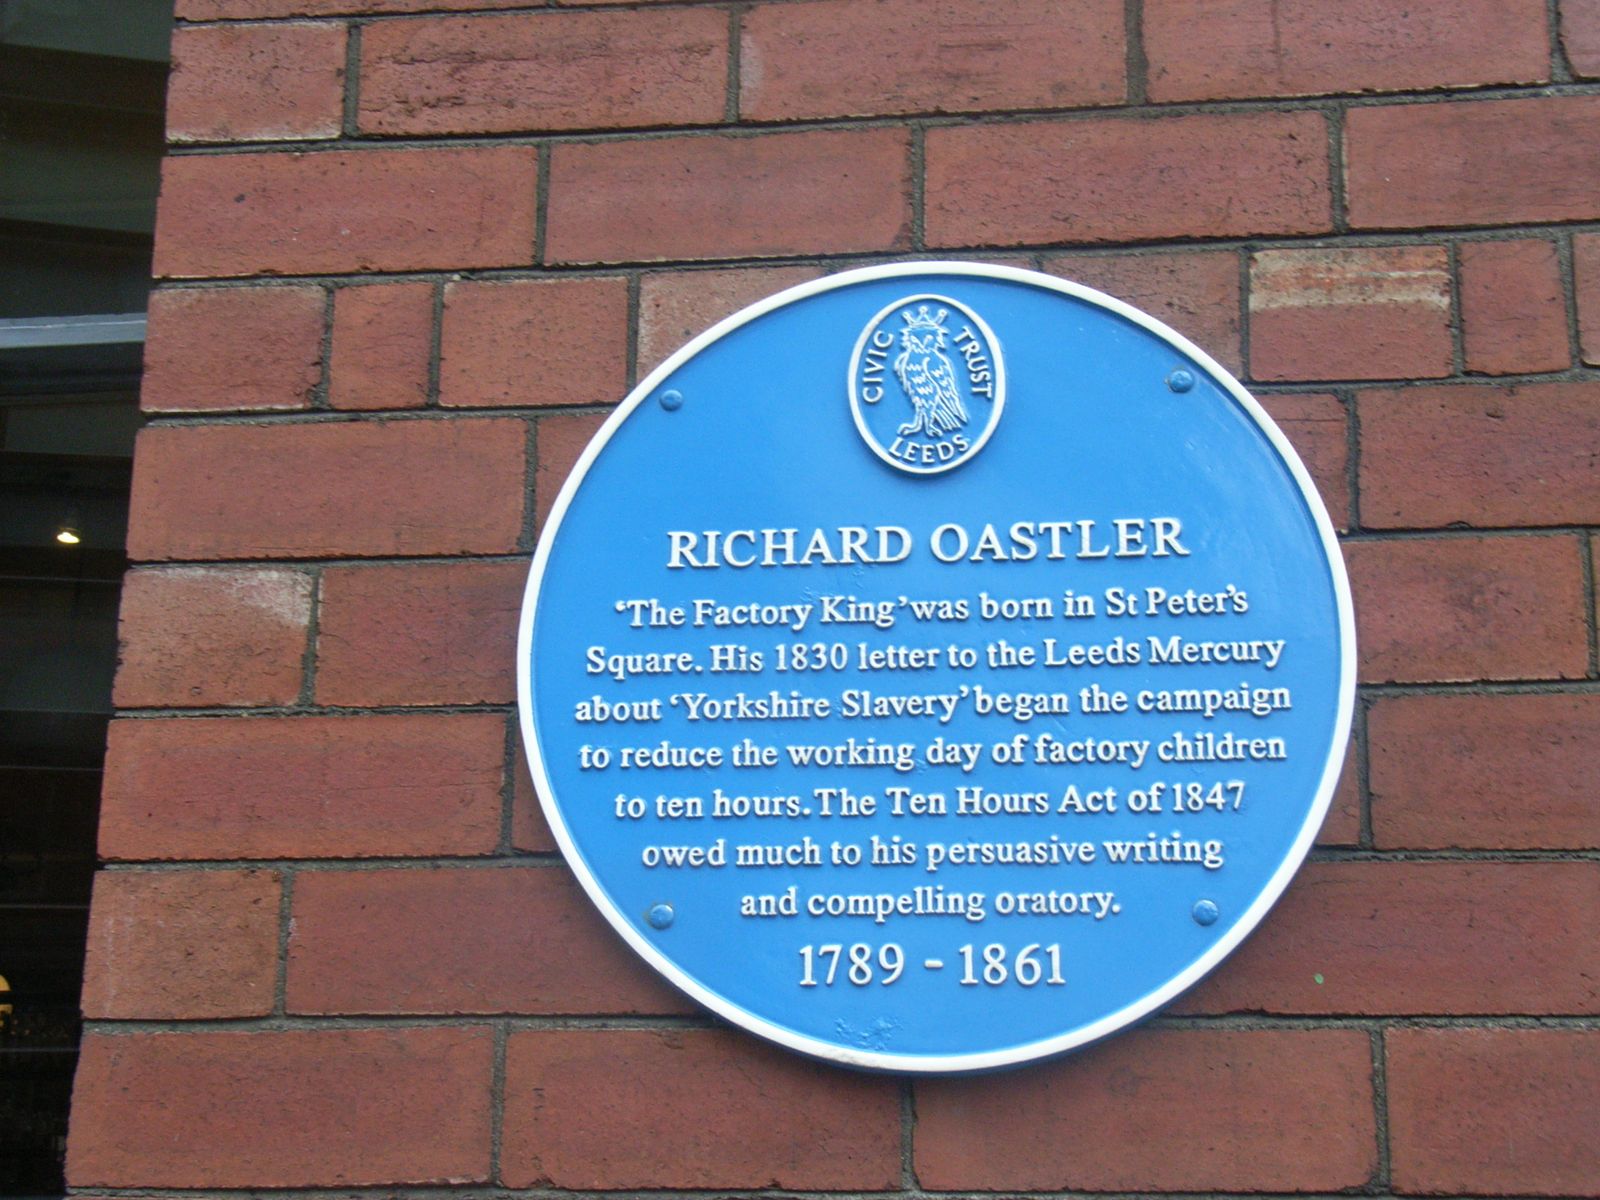 CIVIC TRUST
LEEDS
RICHARD OASTLER
‘The Factory King’ was born in St Peter’s
Square. His 1830 letter to the Leeds Mercury
about ‘Yorkshire Slavery’ began the campaign
to reduce the working day of factory children
to ten hours. The Ten Hours Act of 1847
owed much to his persuasive writing
and compelling oratory.
1789 - 1861